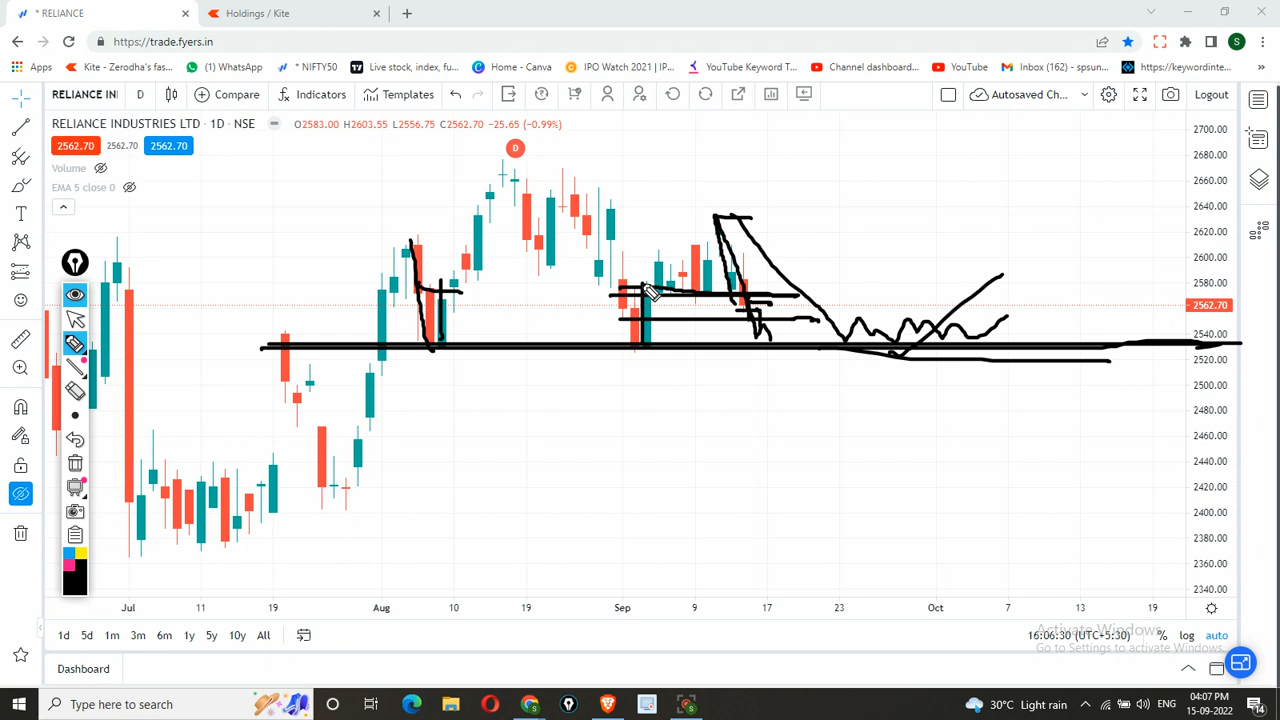 * RELIANCE
Holdings / Kite
https://trade.fyers.in
S
Apps
Kite - Zerodha's fas...
(1) WhatsApp
* NIFTY50
Live stock, index, fu...
Home - Canva
IPO Watch 2021 | IP...
YouTube Keyword T...
Channel dashboard...
YouTube
Inbox (162) - spsun...
https://keywordinte...
RELIANCE IN
D
Compare
Indicators
Templates
Autosaved Ch...
Logout
RELIANCE INDUSTRIES LTD · 1D · NSE
O2583.00 H2603.55 L2556.75 C2562.70 −25.65 (−0.99%)
2562.70
2562.70
2562.70
Volume
EMA 5 close 0
D
2700.00
2680.00
2660.00
2640.00
2620.00
2600.00
2580.00
2562.70
2540.00
2520.00
2500.00
2480.00
2460.00
2440.00
2420.00
2400.00
2380.00
2360.00
2340.00
Jul
11
19
Aug
10
19
Sep
9
17
23
Oct
7
13
19
1d
5d
1m
3m
6m
1y
5y
10y
All
16:06:30 (UTC+5:30)
%
log
auto
Activate Windows
Go to Settings to activate Windows.
Dashboard
Type here to search
30°C Light rain
ENG
04:07 PM
15-09-2022
14